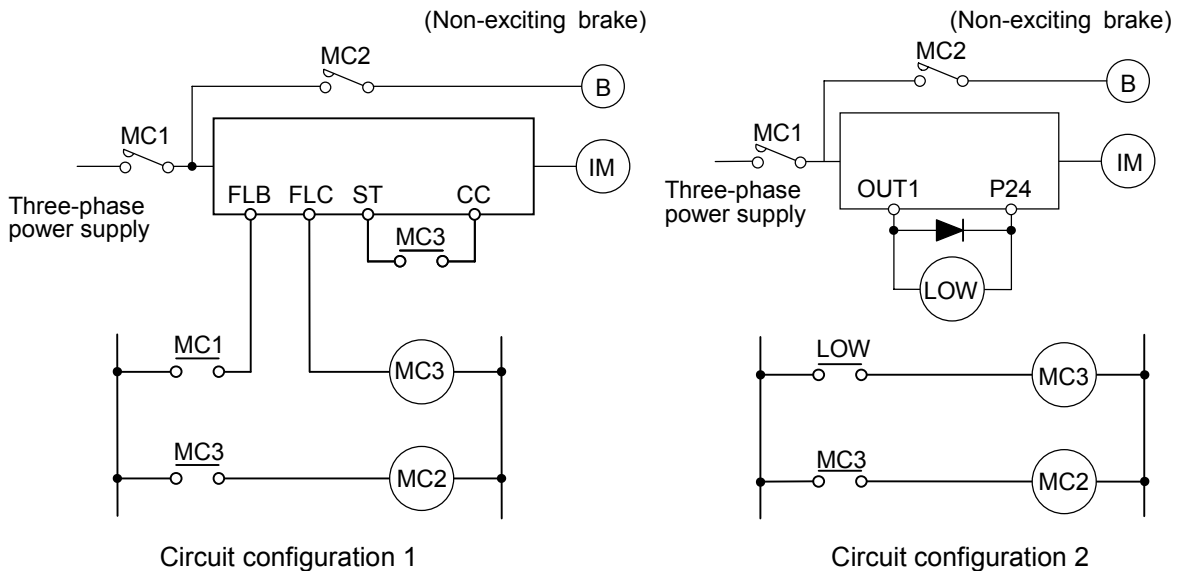 (Non-exciting brake)
MC2
B
MC1
IM
FLB FLC ST CC
Three-phase
power supply
MC3
MC1
MC3
MC3
MC2
Circuit configuration 1
(Non-exciting brake)
MC2
B
MC1
IM
OUT1 P24
Three-phase
power supply
LOW
LOW
MC3
MC3
MC2
Circuit configuration 2